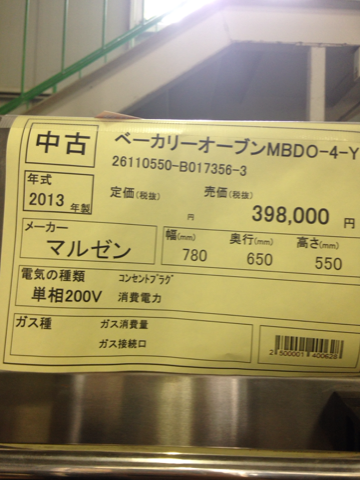 中古
ベーカリーオーブンMBDO-4-Y
26110550-B017356-3
年式
2013 年製
定価(税抜) 円
売価(税抜) 398,000 円
メーカー
マルゼン
幅(mm) 奥行(mm) 高さ(mm)
780 650 550
電気の種類 コンセントプラグ
単相200V 消費電力
ガス種 ガス消費量
ガス接続口
2500001400628